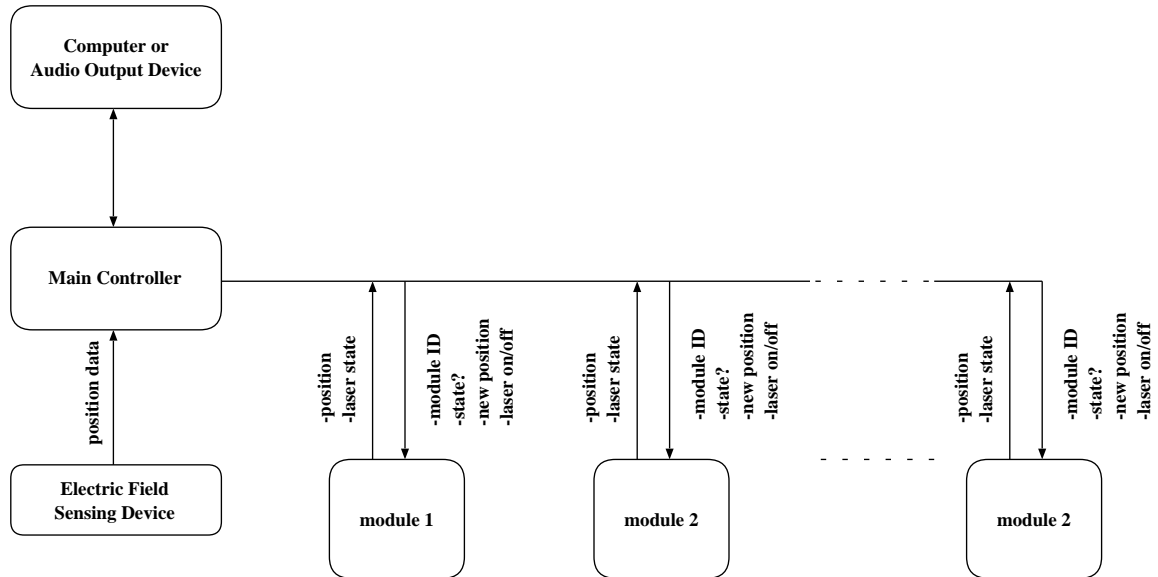 Computer or
Audio Output Device
Main Controller
position data
Electric Field
Sensing Device
-position
-laser state
-module ID
-state?
-new position
-laser on/off
module 1
-position
-laser state
-module ID
-state?
-new position
-laser on/off
module 2
-position
-laser state
-module ID
-state?
-new position
-laser on/off
module 2